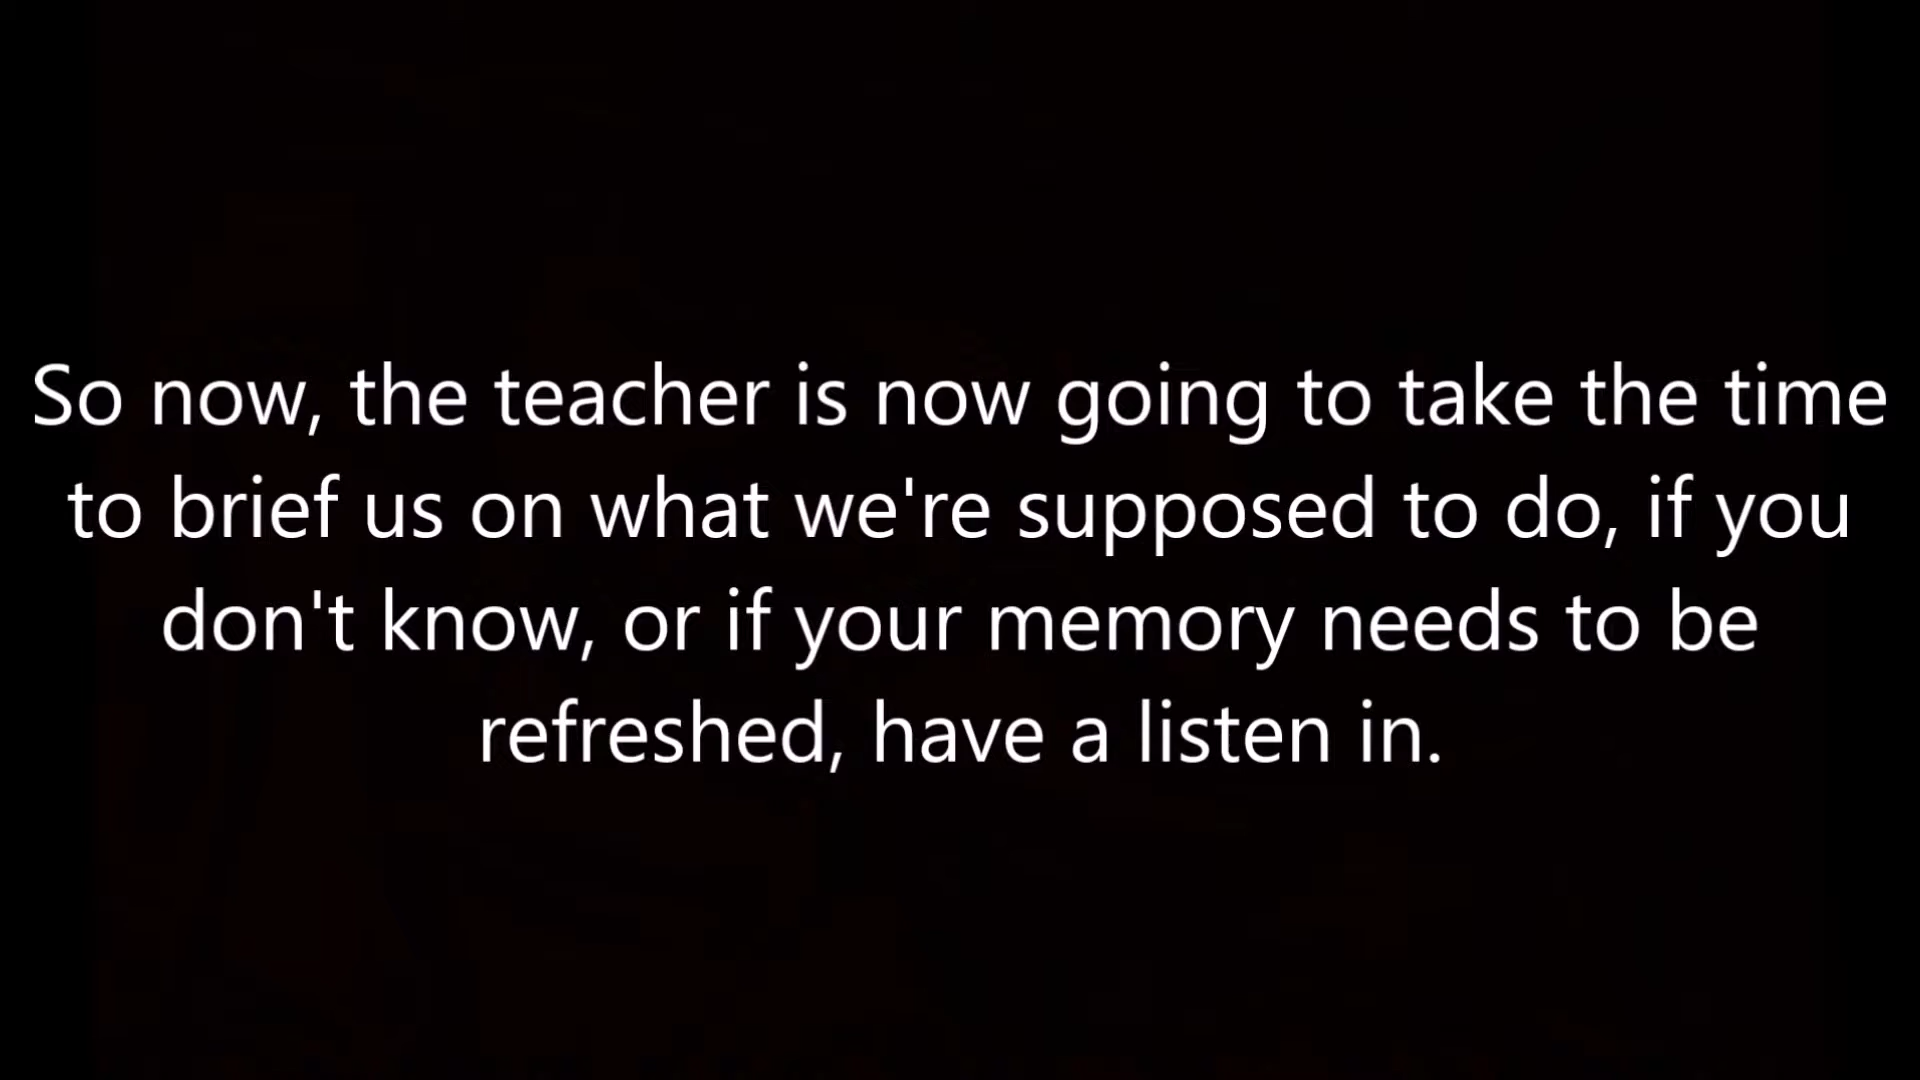 So now, the teacher is now going to take the time
to brief us on what we're supposed to do, if you
don't know, or if your memory needs to be
refreshed, have a listen in.